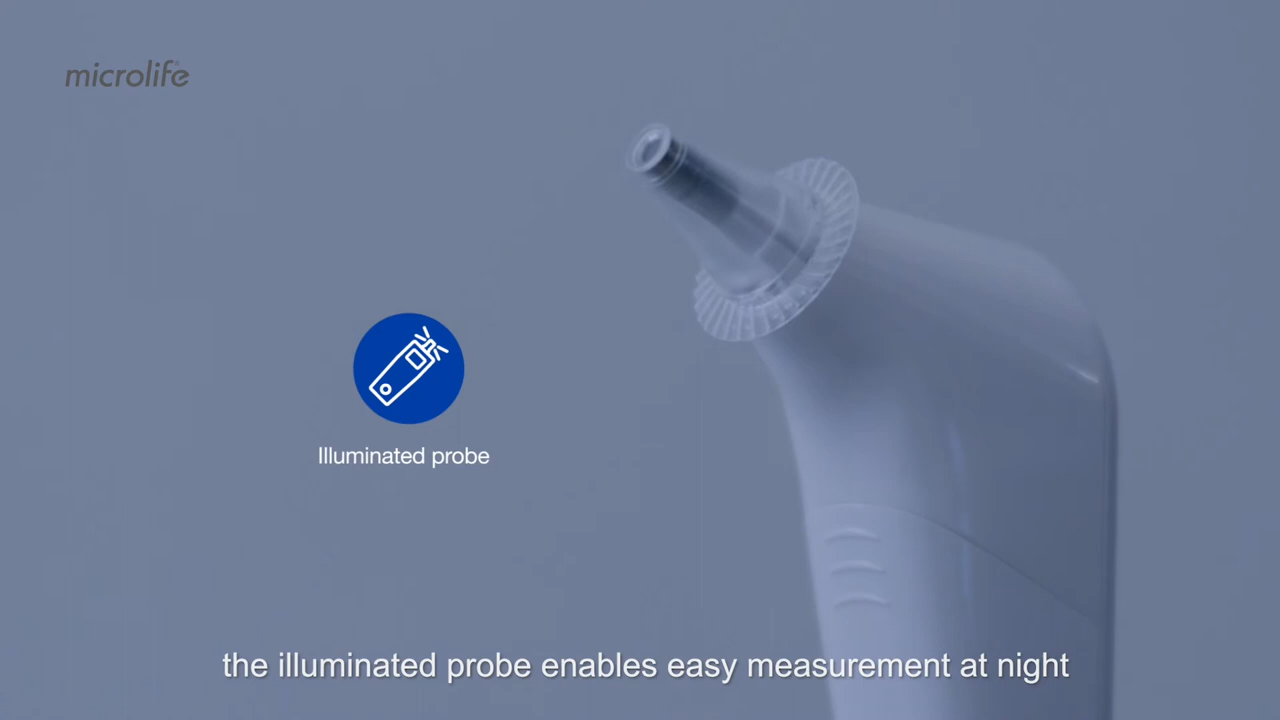 microlife®
Illuminated probe
the illuminated probe enables easy measurement at night